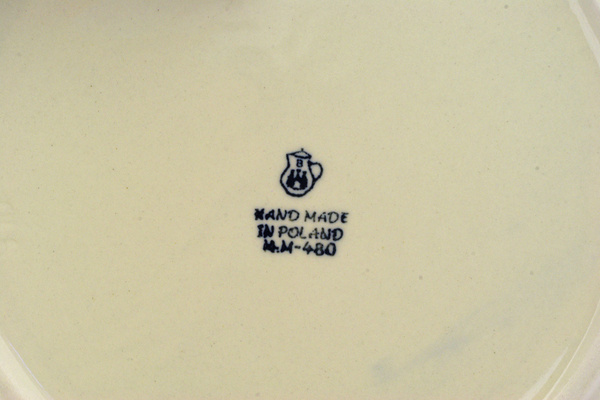 B
HAND MADE
IN POLAND
M.M-480